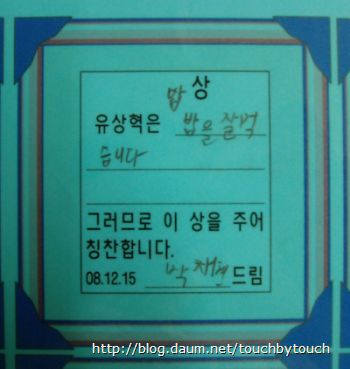 밥상
유상혁은 밥을 잘먹
습니다
그러므로 이 상을 주어
칭찬합니다.
08.12.15 박채현드림
http://blog.daum.net/touchbytouch